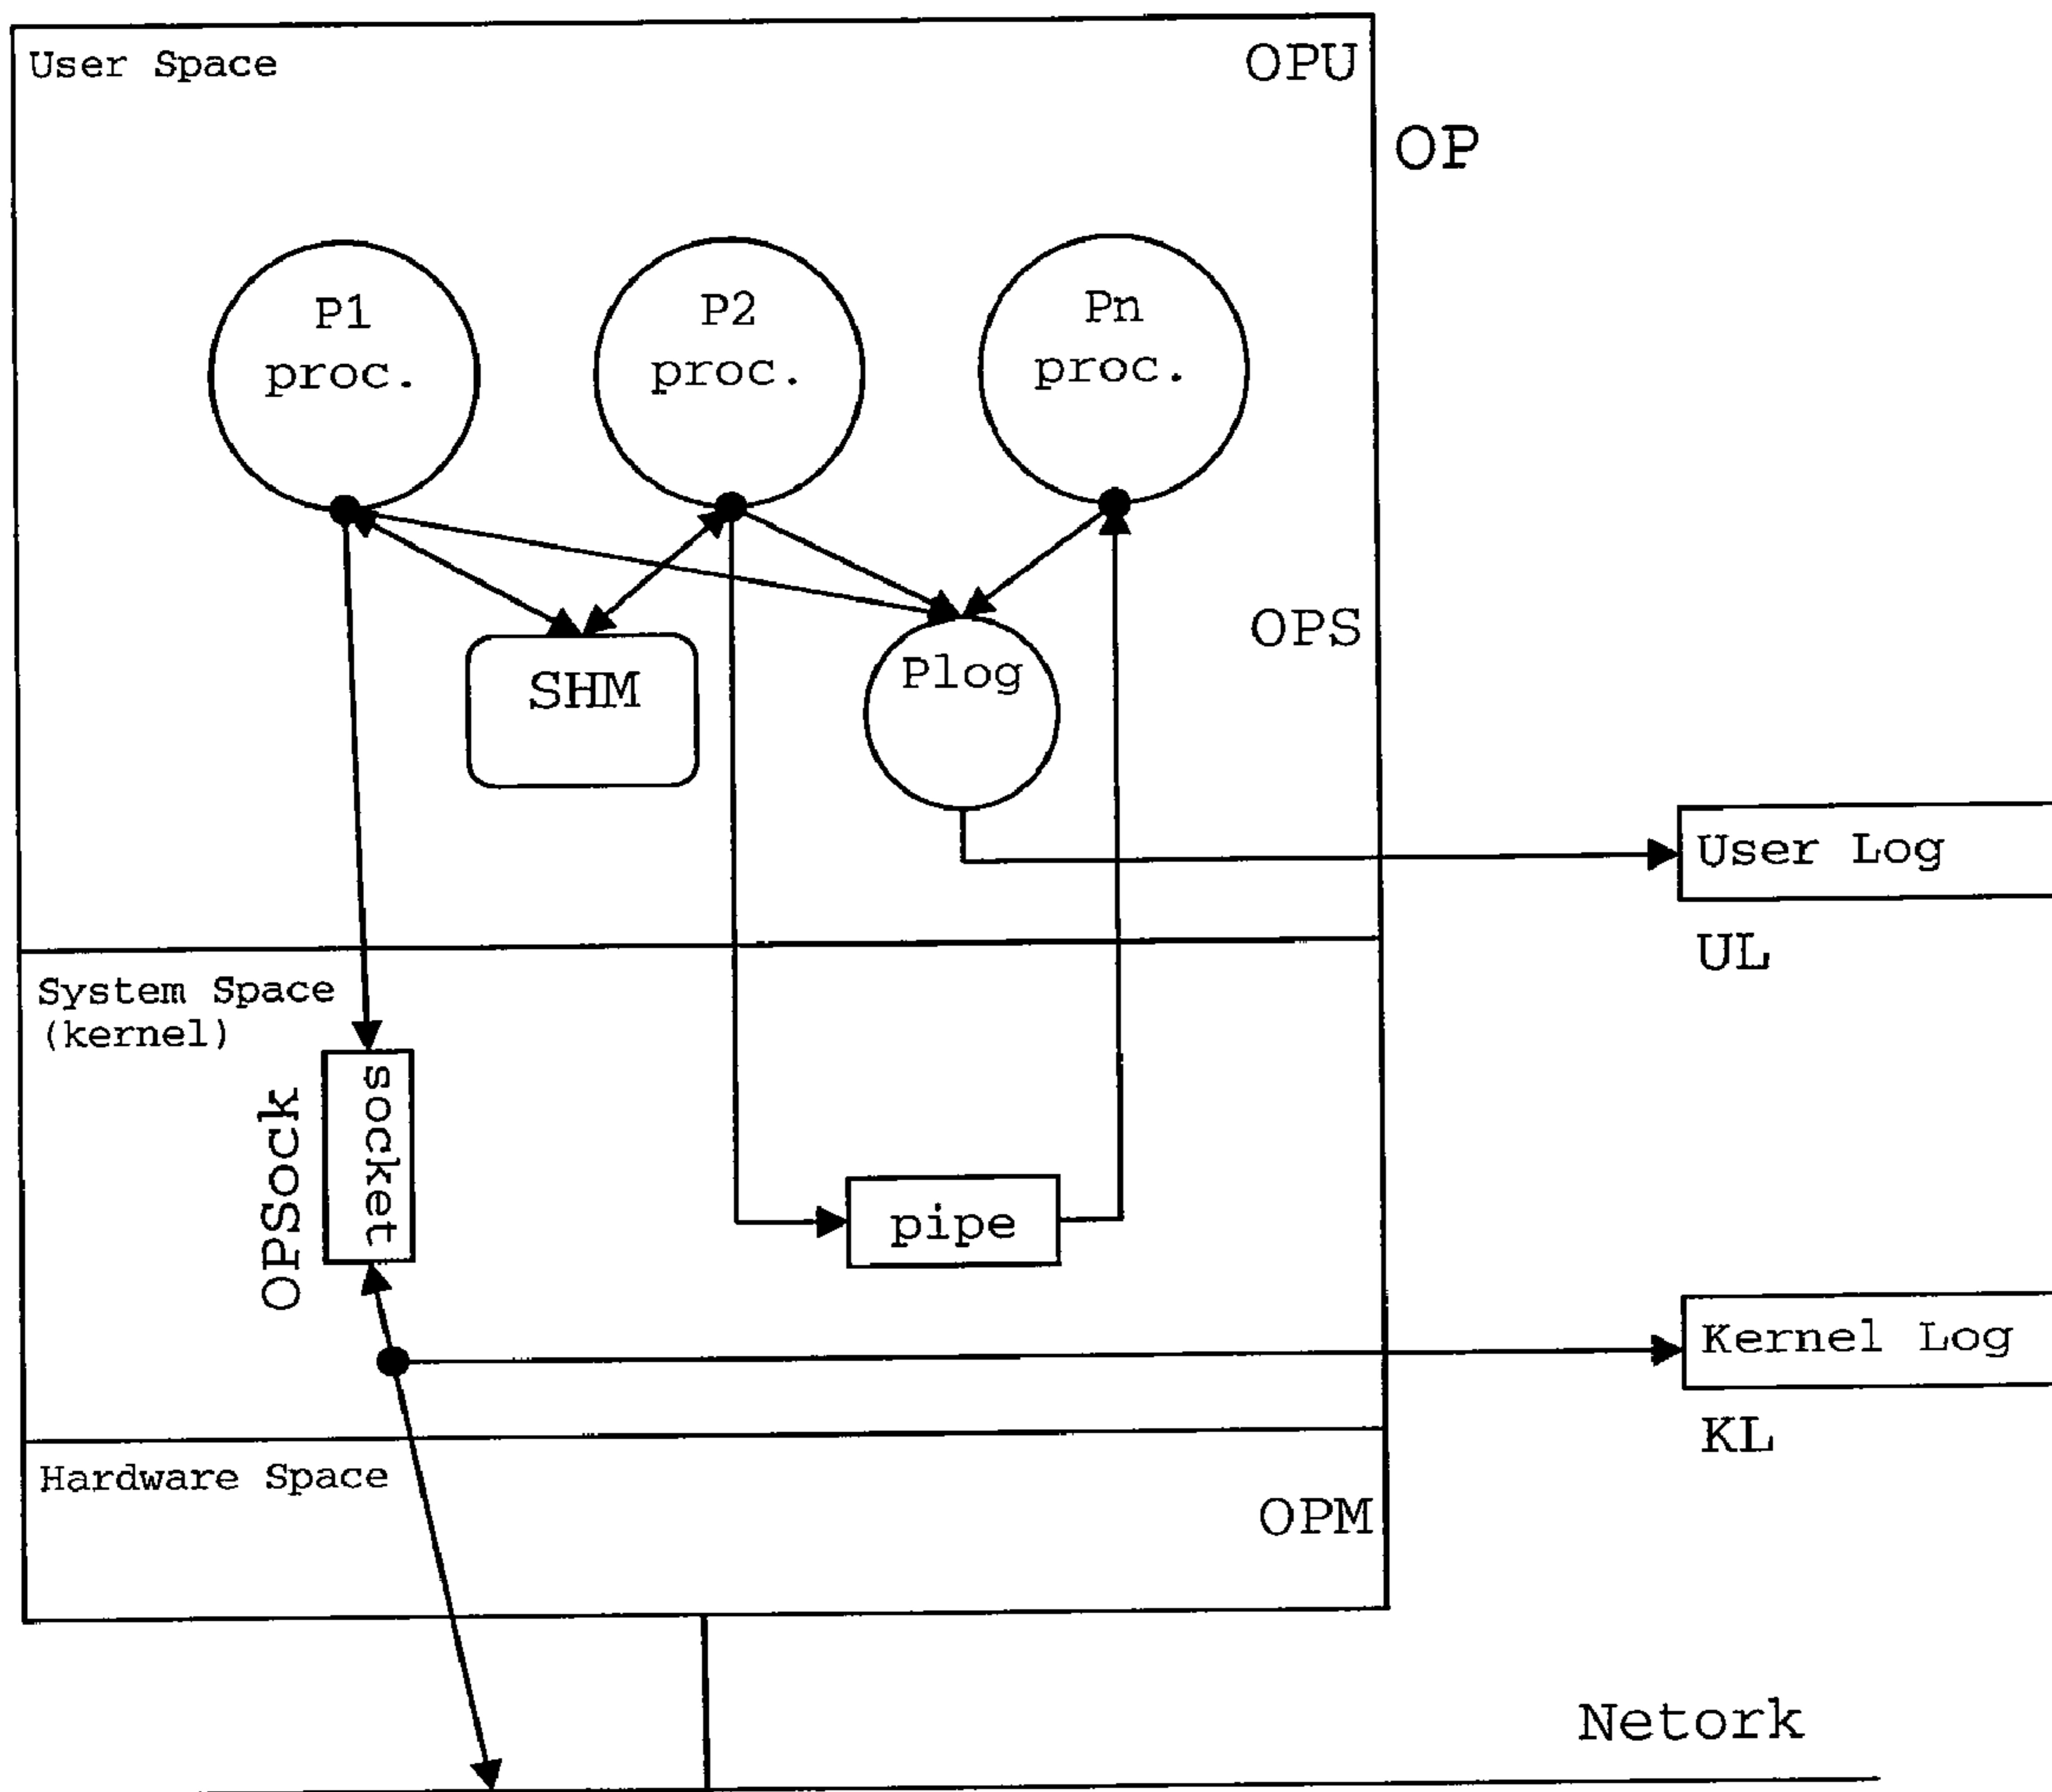 User Space
OPU
OP
P1
proc.
P2
proc.
Pn
proc.
OPS
SHM
Plog
User Log
UL
System Space
(kernel)
OPSock
socket
pipe
Kernel Log
KL
Hardware Space
OPM
Netork